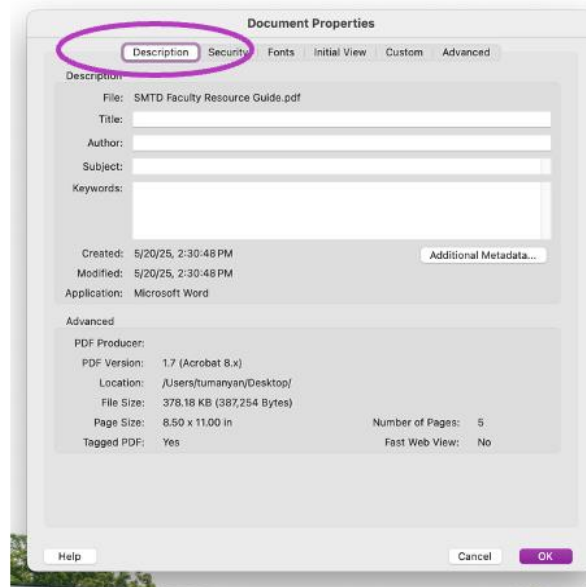 Document Properties
Description Security Fonts Initial View Custom Advanced
Description
File: SMTD Faculty Resource Guide.pdf
Title:
Author:
Subject:
Keywords:
Created: 5/20/25, 2:30:48 PM
Additional Metadata...
Modified: 5/20/25, 2:30:48 PM
Application: Microsoft Word
Advanced
PDF Producer:
PDF Version: 1.7 (Acrobat 8.x)
Location: /Users/tumanyan/Desktop/
File Size: 378.18 KB (387,254 Bytes)
Page Size: 8.50 x 11.00 in Number of Pages: 5
Tagged PDF: Yes Fast Web View: No
Help Cancel OK